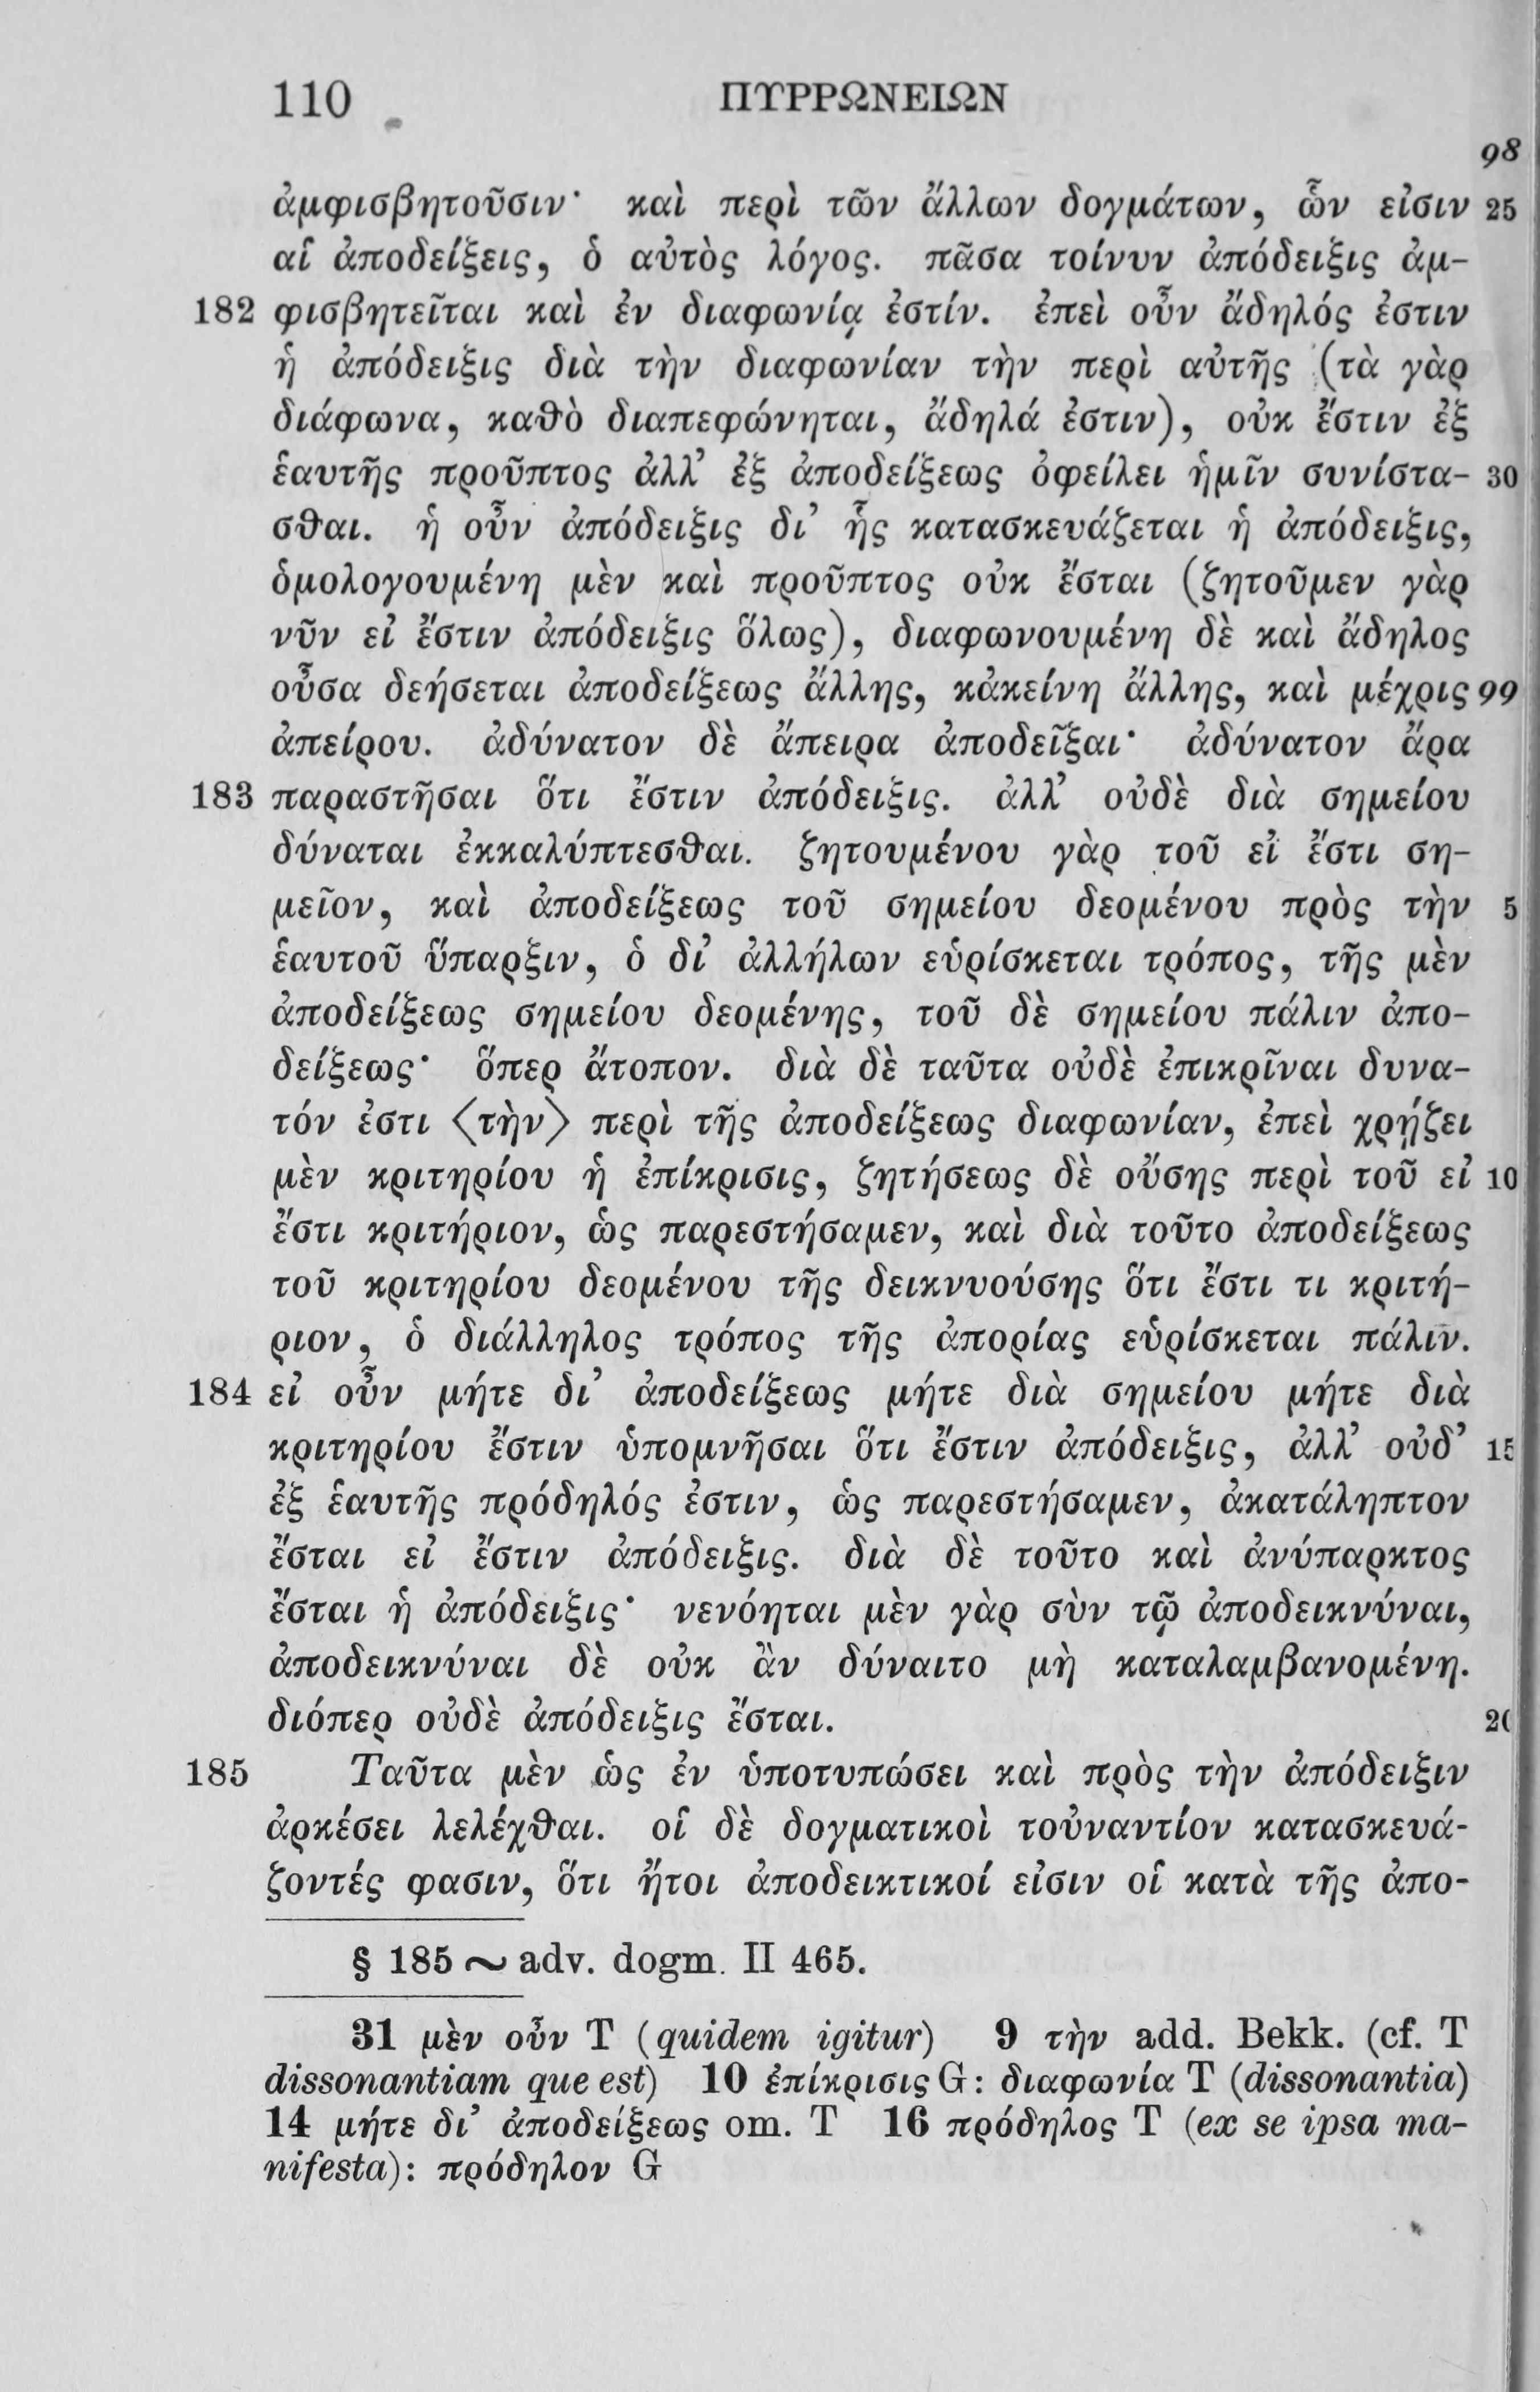 110 ΠΥΡΡΩΝΕΙΩΝ
98
ἀμφισβητοῦσιν· καὶ περὶ τῶν ἄλλων δογμάτων, ὧν εἰσιν 25
αἱ ἀποδείξεις, ὁ αὐτὸς λόγος. πᾶσα τοίνυν ἀπόδειξις ἀμ-
182 φισβητεῖται καὶ ἐν διαφωνίᾳ ἐστίν. ἐπεὶ οὖν ἄδηλός ἐστιν
ἡ ἀπόδειξις διὰ τὴν διαφωνίαν τὴν περὶ αὐτῆς (τὰ γὰρ
διάφωνα, καθὸ διαπεφώνηται, ἄδηλά ἐστιν), οὐκ ἔστιν ἐξ
ἑαυτῆς προῦπτος ἀλλ’ ἐξ ἀποδείξεως ὀφείλει ἡμῖν συνίστα- 30
σθαι. ἡ οὖν ἀπόδειξις δι’ ἧς κατασκευάζεται ἡ ἀπόδειξις,
ὁμολογουμένη μὲν καὶ προῦπτος οὐκ ἔσται (ζητοῦμεν γὰρ
νῦν εἰ ἔστιν ἀπόδειξις ὅλως), διαφωνουμένη δὲ καὶ ἄδηλος
οὖσα δεήσεται ἀποδείξεως ἄλλης, κἀκείνη ἄλλης, καὶ μέχρις 99
ἀπείρου. ἀδύνατον δὲ ἄπειρα ἀποδεῖξαι· ἀδύνατον ἄρα
183 παραστῆσαι ὅτι ἔστιν ἀπόδειξις. ἀλλ’ οὐδὲ διὰ σημείου
δύναται ἐκκαλύπτεσθαι. ζητουμένου γὰρ τοῦ εἰ ἔστι ση-
μεῖον, καὶ ἀποδείξεως τοῦ σημείου δεομένου πρὸς τὴν 5
ἑαυτοῦ ὕπαρξιν, ὁ δι’ ἀλλήλων εὑρίσκεται τρόπος, τῆς μὲν
ἀποδείξεως σημείου δεομένης, τοῦ δὲ σημείου πάλιν ἀπο-
δείξεως· ὅπερ ἄτοπον. διὰ δὲ ταῦτα οὐδὲ ἐπικρῖναι δυνα-
τόν ἐστι ⟨τὴν⟩ περὶ τῆς ἀποδείξεως διαφωνίαν, ἐπεὶ χρῄζει
μὲν κριτηρίου ἡ ἐπίκρισις, ζητήσεως δὲ οὔσης περὶ τοῦ εἰ 10
ἔστι κριτήριον, ὡς παρεστήσαμεν, καὶ διὰ τοῦτο ἀποδείξεως
τοῦ κριτηρίου δεομένου τῆς δεικνυούσης ὅτι ἔστι τι κριτή-
ριον, ὁ διάλληλος τρόπος τῆς ἀπορίας εὑρίσκεται πάλιν.
184 εἰ οὖν μήτε δι’ ἀποδείξεως μήτε διὰ σημείου μήτε διὰ
κριτηρίου ἔστιν ὑπομνῆσαι ὅτι ἔστιν ἀπόδειξις, ἀλλ’ οὐδ’ 15
ἐξ ἑαυτῆς πρόδηλός ἐστιν, ὡς παρεστήσαμεν, ἀκατάληπτον
ἔσται εἰ ἔστιν ἀπόδειξις. διὰ δὲ τοῦτο καὶ ἀνύπαρκτος
ἔσται ἡ ἀπόδειξις· νενόηται μὲν γὰρ σὺν τῷ ἀποδεικνύναι,
ἀποδεικνύναι δὲ οὐκ ἂν δύναιτο μὴ καταλαμβανομένη.
διόπερ οὐδὲ ἀπόδειξις ἔσται. 20
185 Ταῦτα μὲν ὡς ἐν ὑποτυπώσει καὶ πρὸς τὴν ἀπόδειξιν
ἀρκέσει λελέχθαι. οἱ δὲ δογματικοὶ τοὐναντίον κατασκευά-
ζοντές φασιν, ὅτι ἤτοι ἀποδεικτικοί εἰσιν οἱ κατὰ τῆς ἀπο-
§ 185 ~ adv. dogm. II 465.
31 μὲν οὖν T (quidem igitur) 9 τὴν add. Bekk. (cf. T
dissonantiam que est) 10 ἐπίκρισις G: διαφωνία T (dissonantia)
14 μήτε δι’ ἀποδείξεως om. T 16 πρόδηλος T (ex se ipsa ma-
nifesta): πρόδηλον G